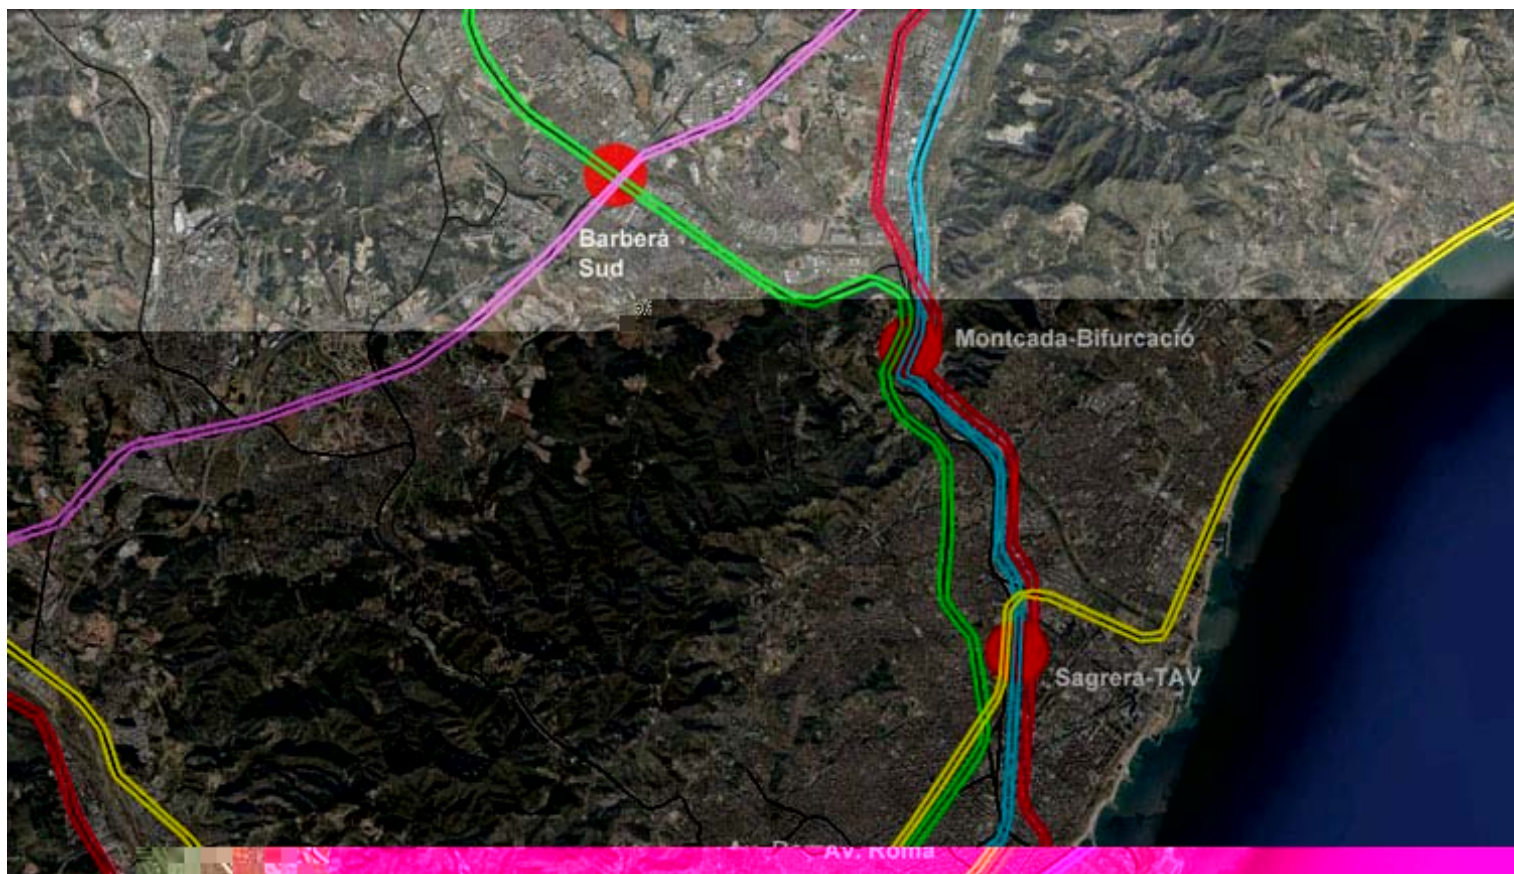 Barberà
Sud
Montcada-Bifurcació
Sagrera-TAV
Av. Roma